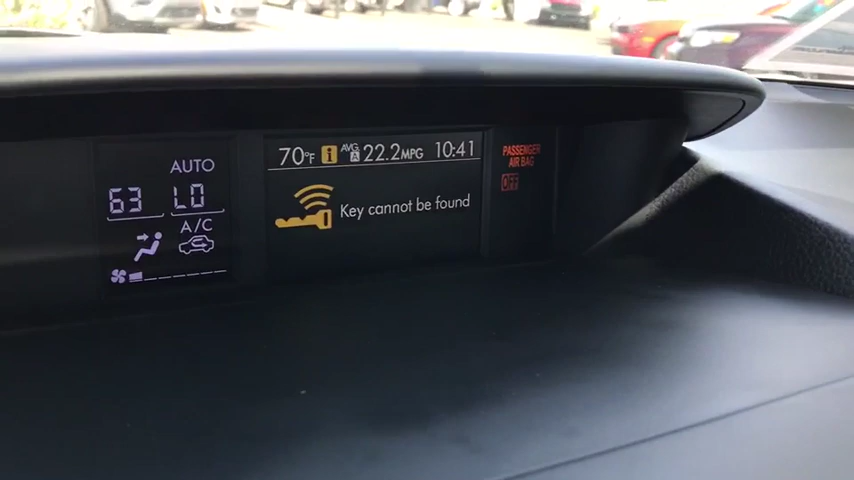 AUTO
63 LO
A/C
70°F i AVG. A 22.2MPG 10:41
Key cannot be found
PASSENGER
AIR BAG
OFF